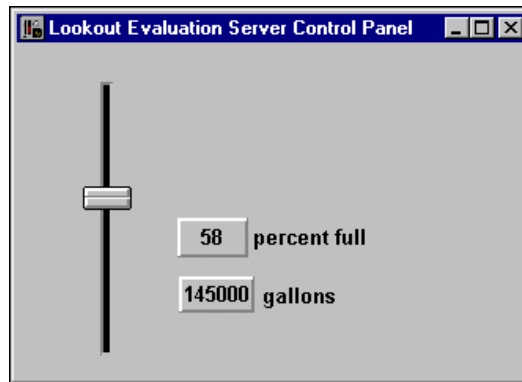 Lookout Evaluation Server Control Panel
58 percent full
145000 gallons